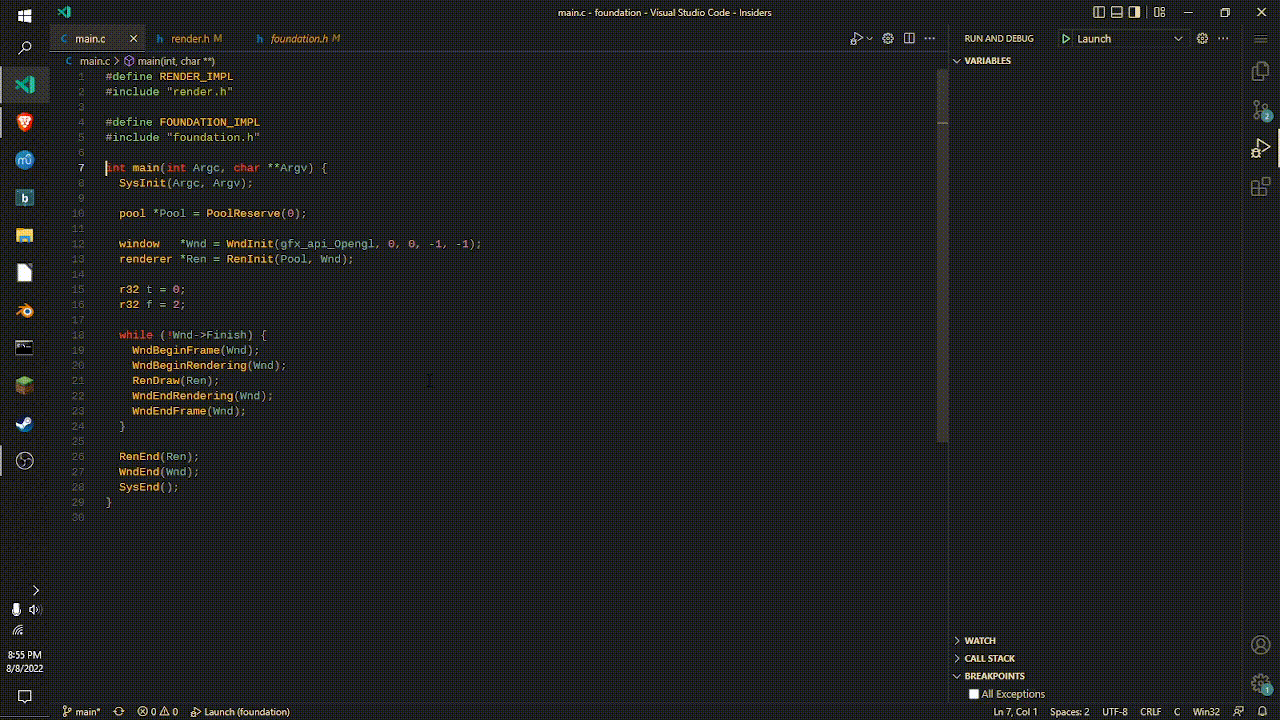 main.c - foundation - Visual Studio Code - Insiders
main.c
render.h M
foundation.h M
RUN AND DEBUG
Launch
main.c > main(int, char **)
VARIABLES
1 #define RENDER_IMPL
2 #include "render.h"
3
4 #define FOUNDATION_IMPL
5 #include "foundation.h"
6
7 int main(int Argc, char **Argv) {
8   SysInit(Argc, Argv);
9
10   pool *Pool = PoolReserve(0);
11
12   window   *Wnd = WndInit(gfx_api_Opengl, 0, 0, -1, -1);
13   renderer *Ren = RenInit(Pool, Wnd);
14
15   r32 t = 0;
16   r32 f = 2;
17
18   while (!Wnd->Finish) {
19     WndBeginFrame(Wnd);
20     WndBeginRendering(Wnd);
21     RenDraw(Ren);
22     WndEndRendering(Wnd);
23     WndEndFrame(Wnd);
24   }
25
26   RenEnd(Ren);
27   WndEnd(Wnd);
28   SysEnd();
29 }
30
WATCH
CALL STACK
BREAKPOINTS
All Exceptions
2
1
b
8:55 PM
8/8/2022
main*
0 0
Launch (foundation)
Ln 7, Col 1
Spaces: 2
UTF-8
CRLF
C
Win32